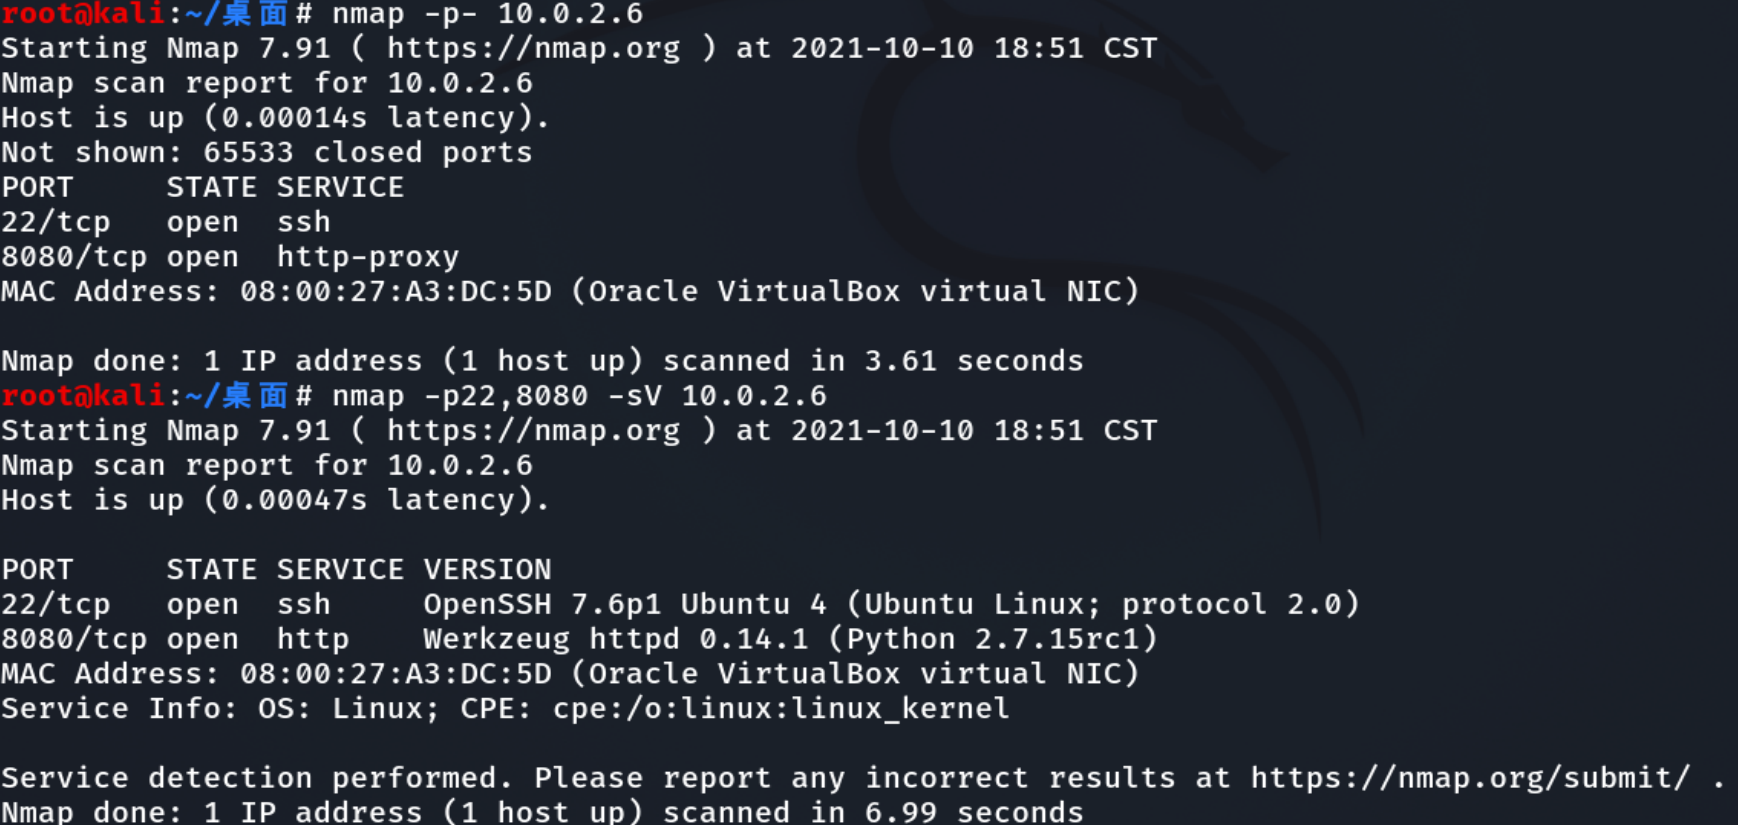 root@kali:~/桌面# nmap -p- 10.0.2.6
Starting Nmap 7.91 ( https://nmap.org ) at 2021-10-10 18:51 CST
Nmap scan report for 10.0.2.6
Host is up (0.00014s latency).
Not shown: 65533 closed ports
PORT     STATE SERVICE
22/tcp   open  ssh
8080/tcp open  http-proxy
MAC Address: 08:00:27:A3:DC:5D (Oracle VirtualBox virtual NIC)

Nmap done: 1 IP address (1 host up) scanned in 3.61 seconds
root@kali:~/桌面# nmap -p22,8080 -sV 10.0.2.6
Starting Nmap 7.91 ( https://nmap.org ) at 2021-10-10 18:51 CST
Nmap scan report for 10.0.2.6
Host is up (0.00047s latency).

PORT     STATE SERVICE VERSION
22/tcp   open  ssh     OpenSSH 7.6p1 Ubuntu 4 (Ubuntu Linux; protocol 2.0)
8080/tcp open  http    Werkzeug httpd 0.14.1 (Python 2.7.15rc1)
MAC Address: 08:00:27:A3:DC:5D (Oracle VirtualBox virtual NIC)
Service Info: OS: Linux; CPE: cpe:/o:linux:linux_kernel

Service detection performed. Please report any incorrect results at https://nmap.org/submit/ .
Nmap done: 1 IP address (1 host up) scanned in 6.99 seconds